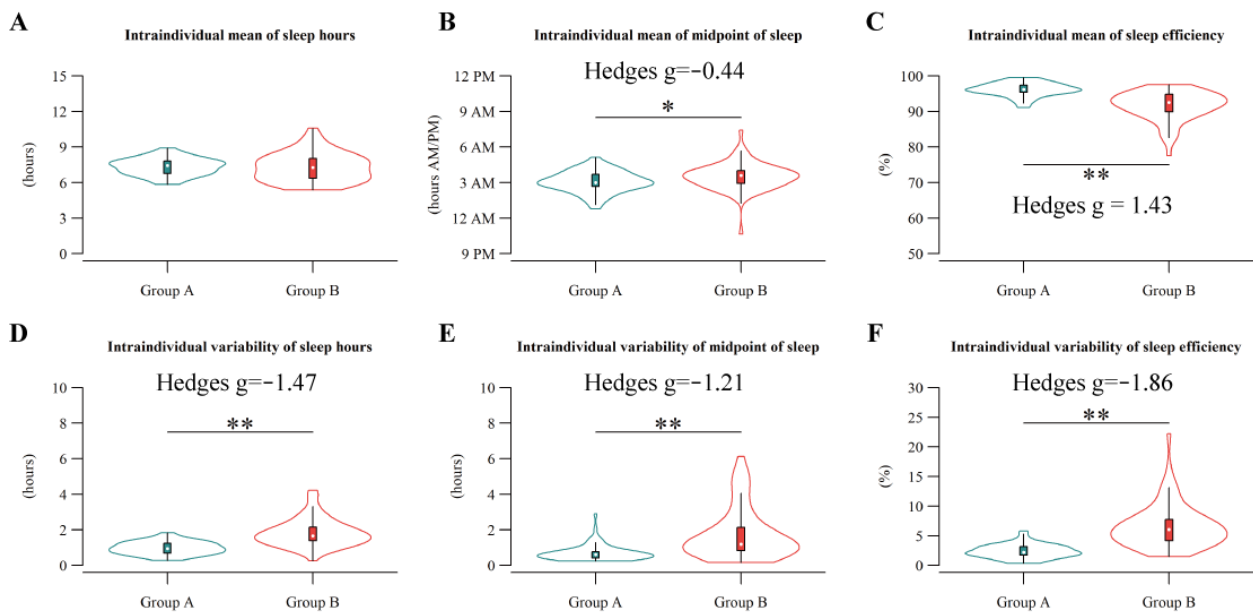 A
Intraindividual mean of sleep hours
15
12
9
6
3
0
(hours)
Group A
Group B
B
Intraindividual mean of midpoint of sleep
Hedges g=−0.44
*
12 PM
9 AM
6 AM
3 AM
12 AM
9 PM
(hours AM/PM)
Group A
Group B
C
Intraindividual mean of sleep efficiency
100
90
80
70
60
50
(%)
**
Hedges g = 1.43
Group A
Group B
D
Intraindividual variability of sleep hours
Hedges g=−1.47
**
10
8
6
4
2
0
(hours)
Group A
Group B
E
Intraindividual variability of midpoint of sleep
Hedges g=−1.21
**
10
8
6
4
2
0
(hours)
Group A
Group B
F
Intraindividual variability of sleep efficiency
Hedges g=−1.86
**
30
25
20
15
10
5
0
(%)
Group A
Group B